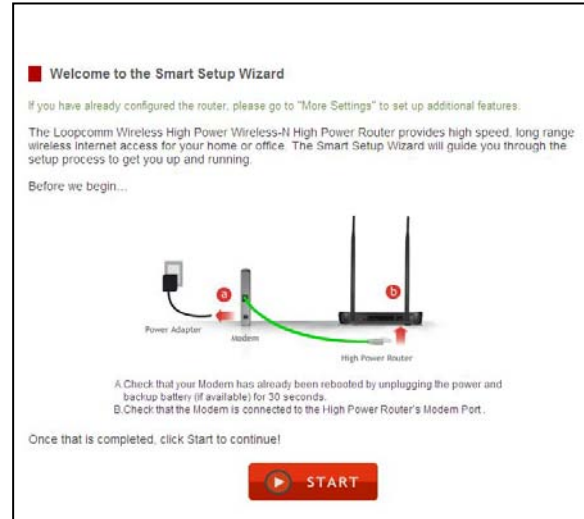 Welcome to the Smart Setup Wizard
If you have already configured the router, please go to "More Settings" to set up additional features.
The Loopcomm Wireless High Power Wireless-N High Power Router provides high speed, long range
wireless Internet access for your home or office. The Smart Setup Wizard will guide you through the
setup process to get you up and running.
Before we begin...
a
b
Power Adapter
Modem
High Power Router
A.Check that your Modem has already been rebooted by unplugging the power and
backup battery (if available) for 30 seconds.
B.Check that the Modem is connected to the High Power Router's Modem Port.
Once that is completed, click Start to continue!
START